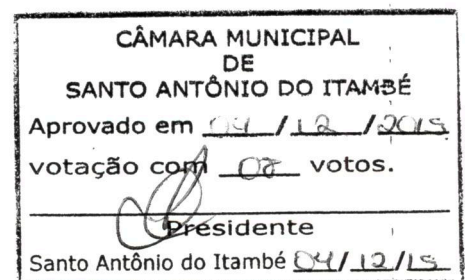 CÂMARA MUNICIPAL
DE
SANTO ANTÔNIO DO ITAMBÉ
Aprovado em 04/12/2015
votação com votos.
Presidente
Santo Antônio do Itambé 04/12/15